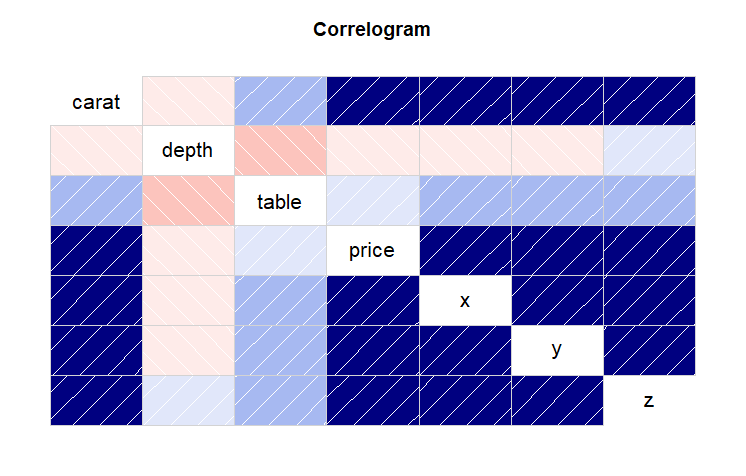 Correlogram
carat
depth
table
price
x
y
z